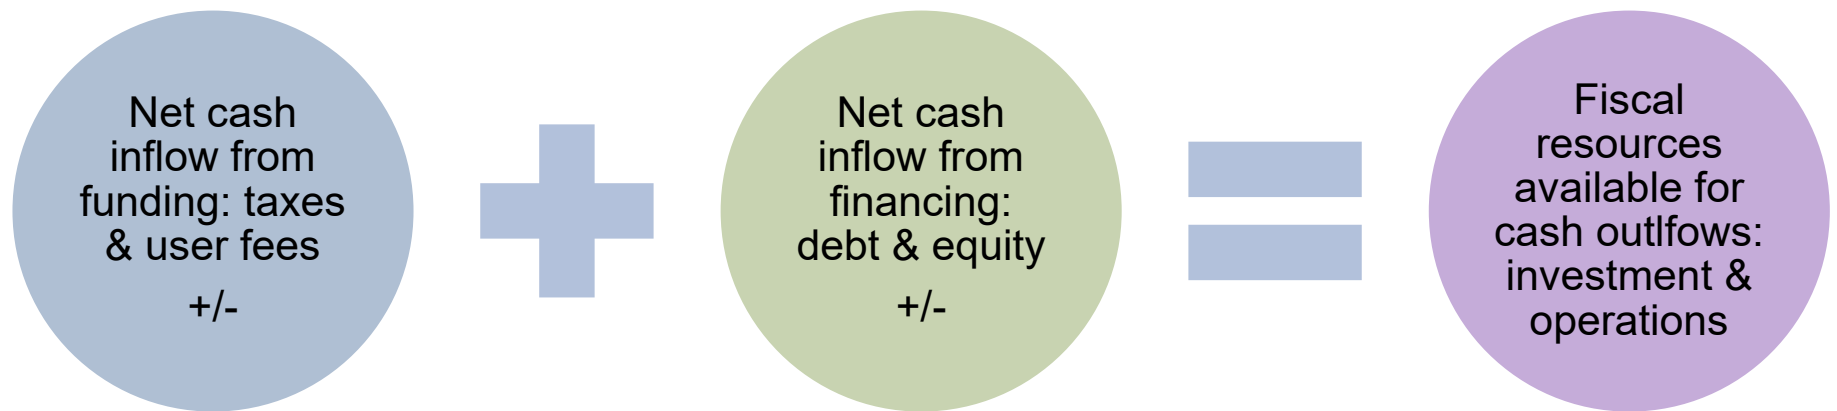 Net cash
inflow from
funding: taxes
& user fees
+/-
Net cash
inflow from
financing:
debt & equity
+/-
Fiscal
resources
available for
cash outlfows:
investment &
operations